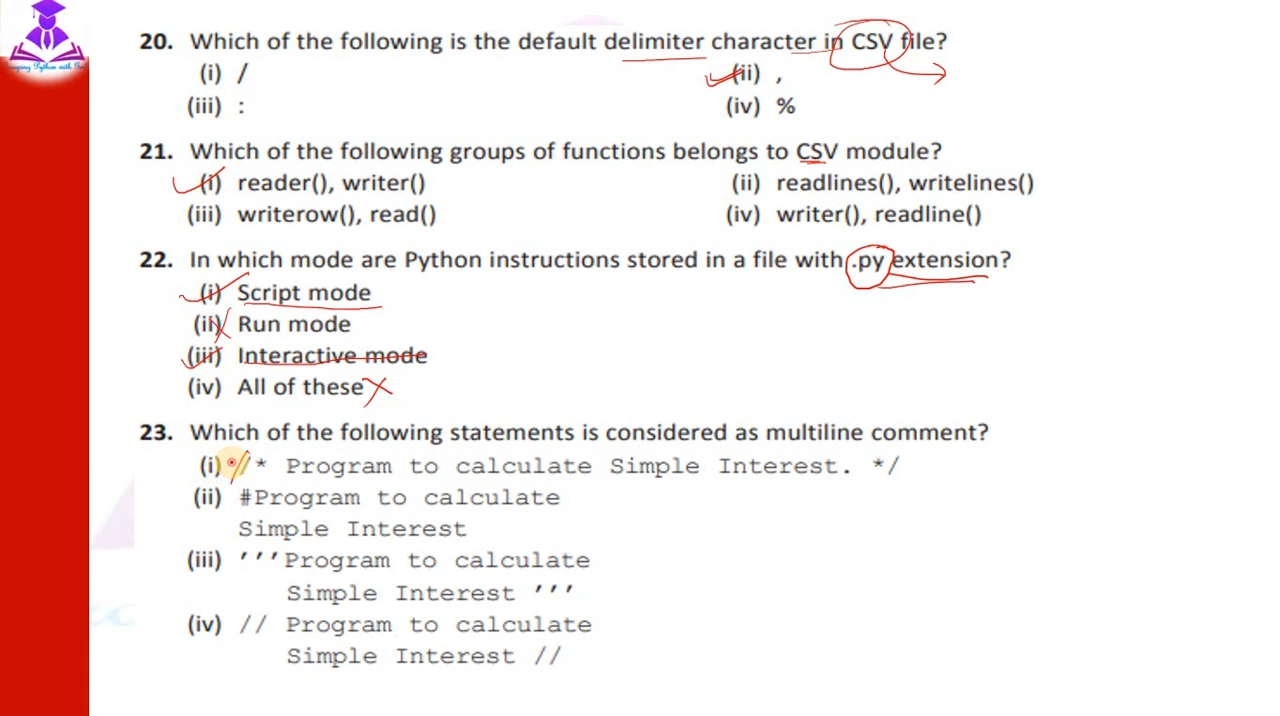 20. Which of the following is the default delimiter character in CSV file?
(i) / (ii) ,
(iii) : (iv) %
21. Which of the following groups of functions belongs to CSV module?
(i) reader(), writer() (ii) readlines(), writelines()
(iii) writerow(), read() (iv) writer(), readline()
22. In which mode are Python instructions stored in a file with .py extension?
(i) Script mode
(ii) Run mode
(iii) Interactive mode
(iv) All of these
23. Which of the following statements is considered as multiline comment?
(i) //* Program to calculate Simple Interest. */
(ii) #Program to calculate
Simple Interest
(iii) '''Program to calculate
Simple Interest '''
(iv) // Program to calculate
Simple Interest //
Python with